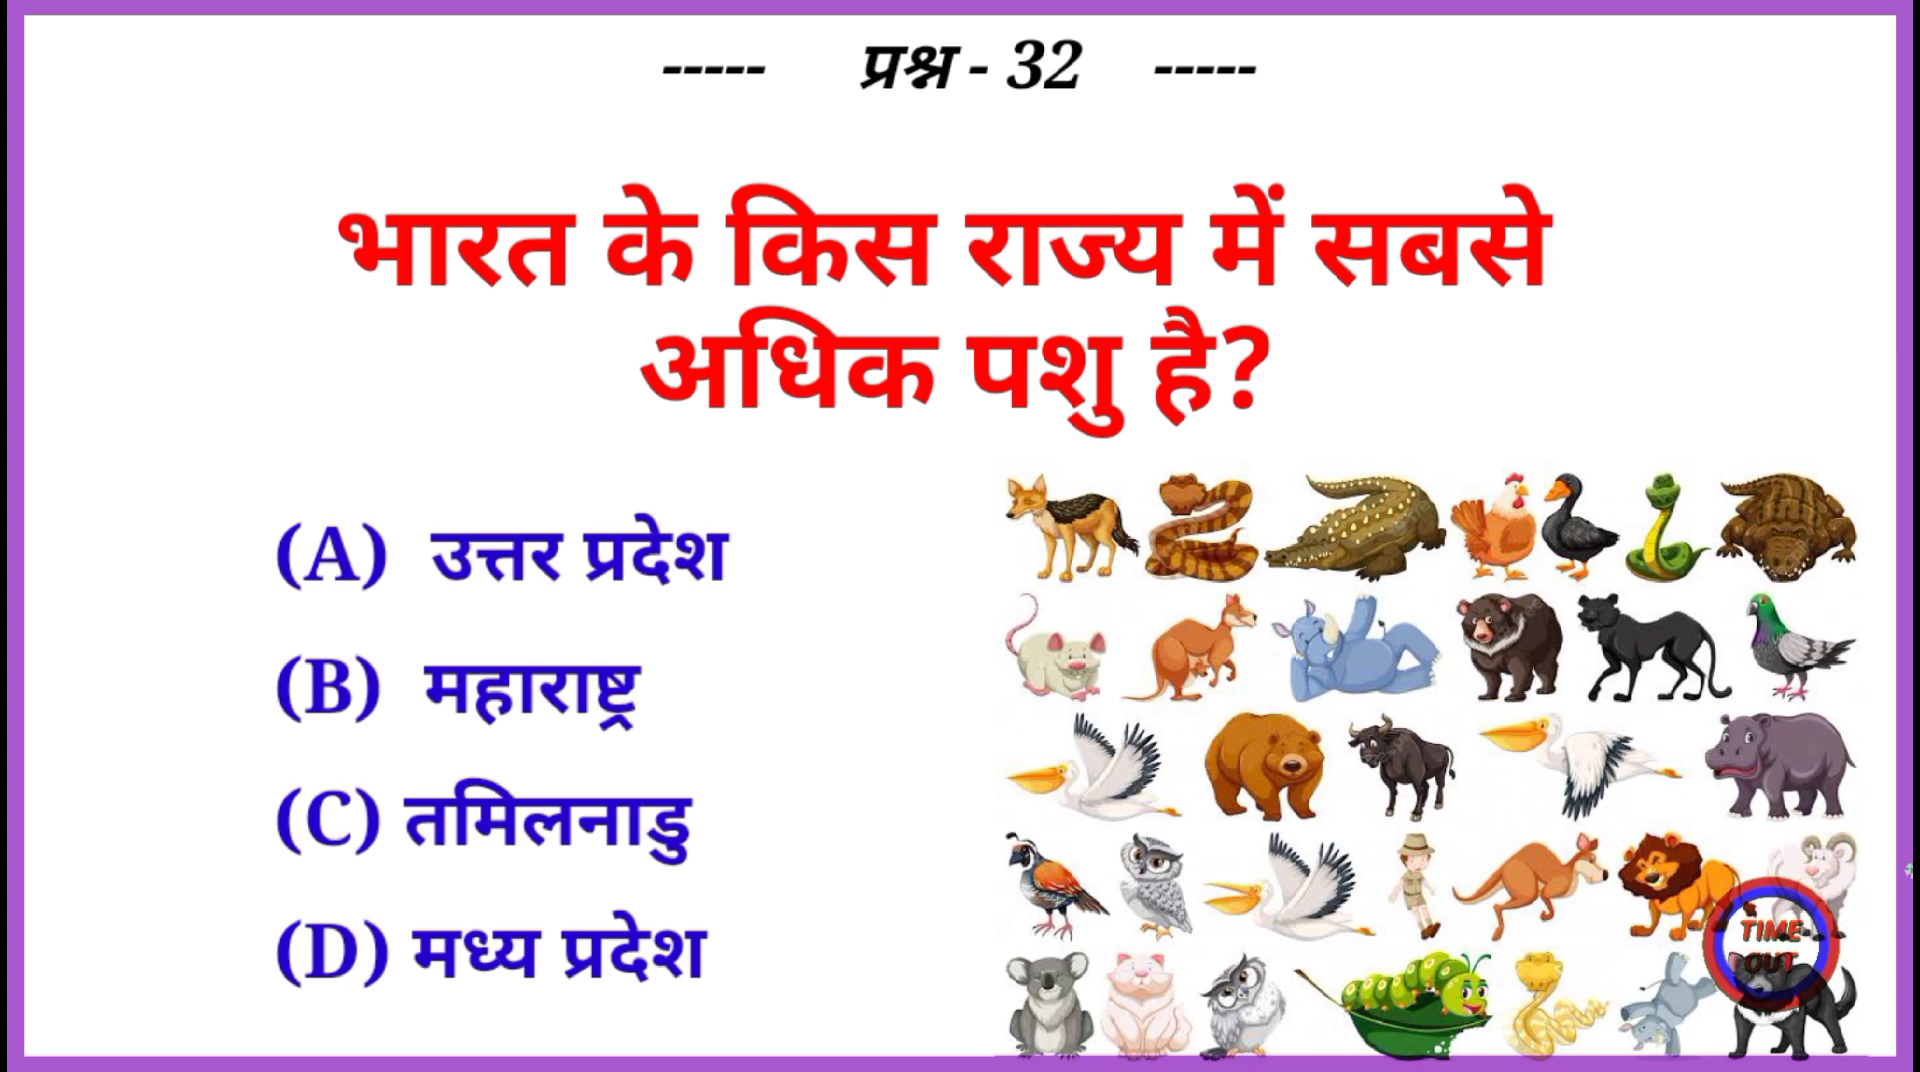 ----- प्रश्न - 32 -----
भारत के किस राज्य में सबसे
अधिक पशु है?
(A) उत्तर प्रदेश
(B) महाराष्ट्र
(C) तमिलनाडु
(D) मध्य प्रदेश
TIME
OUT